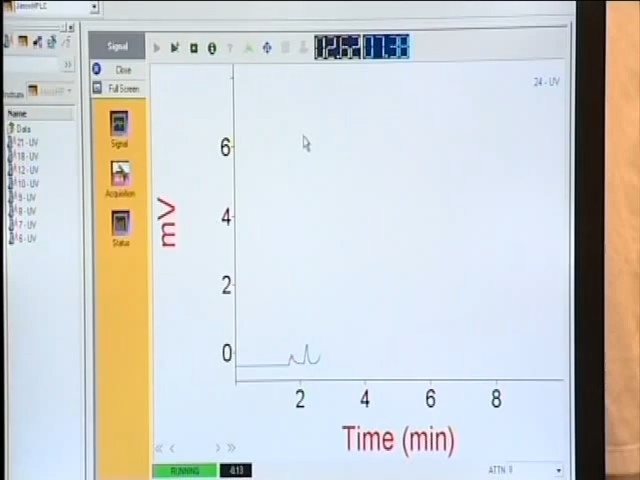 Signal
Close
Full Screen
Name
Data
21 - UV
18 - UV
12 - UV
10 - UV
9 - UV
8 - UV
7 - UV
6 - UV
Signal
Acquisition
Status
24 - UV
mV
6
4
2
0
2 4 6 8
Time (min)
RUNNING
ATTN